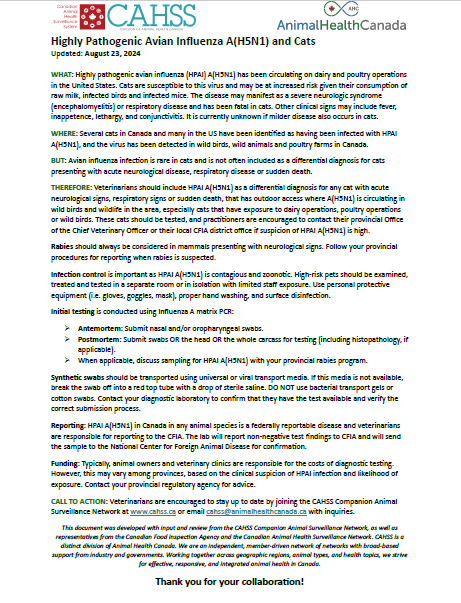 Canadian
Animal
Health
Surveillance
System
CAHSS
DIVISION OF ANIMAL HEALTH CANADA
AHC
AnimalHealthCanada
Highly Pathogenic Avian Influenza A(H5N1) and Cats
Updated: August 23, 2024
WHAT: Highly pathogenic avian influenza (HPAI) A(H5N1) has been circulating on dairy and poultry operations
in the United States. Cats are susceptible to this virus and may be at increased risk given their consumption of
raw milk, infected birds and infected mice. The disease may manifest as a severe neurologic syndrome
(encephalomyelitis) or respiratory disease and has been fatal in cats. Other clinical signs may include fever,
inappetence, lethargy, and conjunctivitis. It is currently unknown if milder disease also occurs in cats.
WHERE: Several cats in Canada and many in the US have been identified as having been infected with HPAI
A(H5N1), and the virus has been detected in wild birds, wild animals and poultry farms in Canada.
BUT: Avian influenza infection is rare in cats and is not often included as a differential diagnosis for cats
presenting with acute neurological disease, respiratory disease or sudden death.
THEREFORE: Veterinarians should include HPAI A(H5N1) as a differential diagnosis for any cat with acute
neurological signs, respiratory signs or sudden death, that has outdoor access where A(H5N1) is circulating in
wild birds and wildlife in the area, especially cats that have exposure to dairy operations, poultry operations
or wild birds. These cats should be tested, and practitioners are encouraged to contact their provincial Office
of the Chief Veterinary Officer or their local CFIA district office if suspicion of HPAI A(H5N1) is high.
Rabies should always be considered in mammals presenting with neurological signs. Follow your provincial
procedures for reporting when rabies is suspected.
Infection control is important as HPAI A(H5N1) is contagious and zoonotic. High-risk pets should be examined,
treated and tested in a separate room or in isolation with limited staff exposure. Use personal protective
equipment (i.e. gloves, goggles, mask), proper hand washing, and surface disinfection.
Initial testing is conducted using Influenza A matrix PCR:
➢ Antemortem: Submit nasal and/or oropharyngeal swabs.
➢ Postmortem: Submit swabs OR the head OR the whole carcass for testing (including histopathology, if
applicable).
➢ When applicable, discuss sampling for HPAI A(H5N1) with your provincial rabies program.
Synthetic swabs should be transported using universal or viral transport media. If this media is not available,
break the swab off into a red top tube with a drop of sterile saline. DO NOT use bacterial transport gels or
cotton swabs. Contact your diagnostic laboratory to confirm that they have the test available and verify the
correct submission process.
Reporting: HPAI A(H5N1) in Canada in any animal species is a federally reportable disease and veterinarians
are responsible for reporting to the CFIA. The lab will report non-negative test findings to CFIA and will send
the sample to the National Center for Foreign Animal Disease for confirmation.
Funding: Typically, animal owners and veterinary clinics are responsible for the costs of diagnostic testing.
However, this may vary among provinces, based on the clinical suspicion of HPAI infection and likelihood of
exposure. Contact your provincial regulatory agency for advice.
CALL TO ACTION: Veterinarians are encouraged to stay up to date by joining the CAHSS Companion Animal
Surveillance Network at www.cahss.ca or email cahss@animalhealthcanada.ca with inquiries.
This document was developed with input and review from the CAHSS Companion Animal Surveillance Network, as well as
representatives from the Canadian Food Inspection Agency and the Canadian Animal Health Surveillance Network. CAHSS is a
distinct division of Animal Health Canada. We are an independent, member-driven network of networks with broad-based
support from industry and governments. Working together across geographic regions, animal types, and health topics, we strive
for effective, responsive, and integrated animal health in Canada.
Thank you for your collaboration!